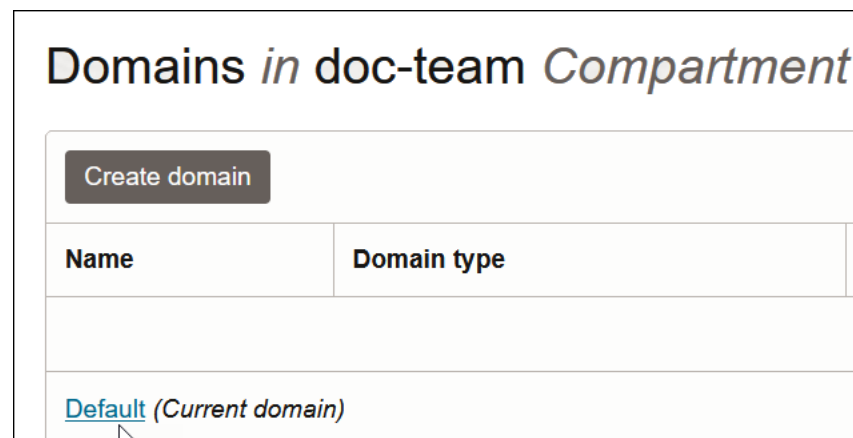 Domains in doc-team Compartment
Create domain
Name
Domain type
Default (Current domain)